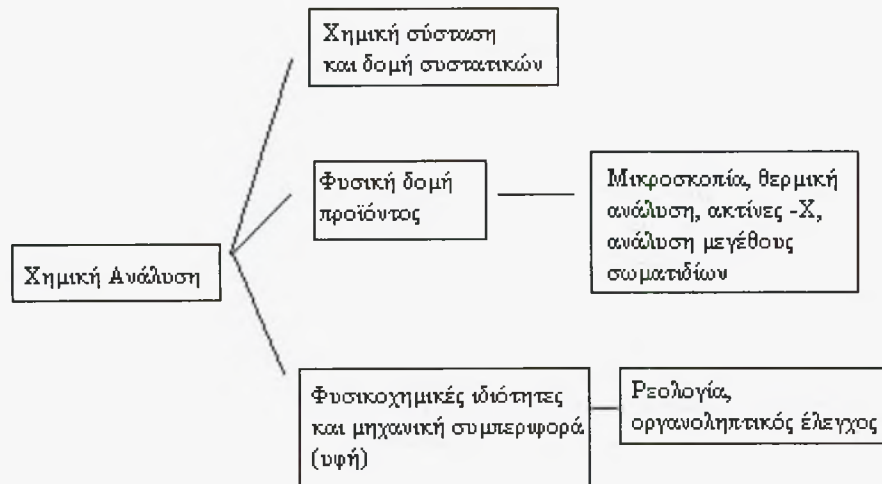 Χημική σύσταση
και δομή συστατικών
Φυσική δομή
προϊόντος
Μικροσκοπία, θερμική
ανάλυση, ακτίνες -Χ,
ανάλυση μεγέθους
σωματιδίων
Χημική Ανάλυση
Φυσικοχημικές ιδιότητες
και μηχανική συμπεριφορά
(υφή)
Ρεολογία,
οργανοληπτικός έλεγχος